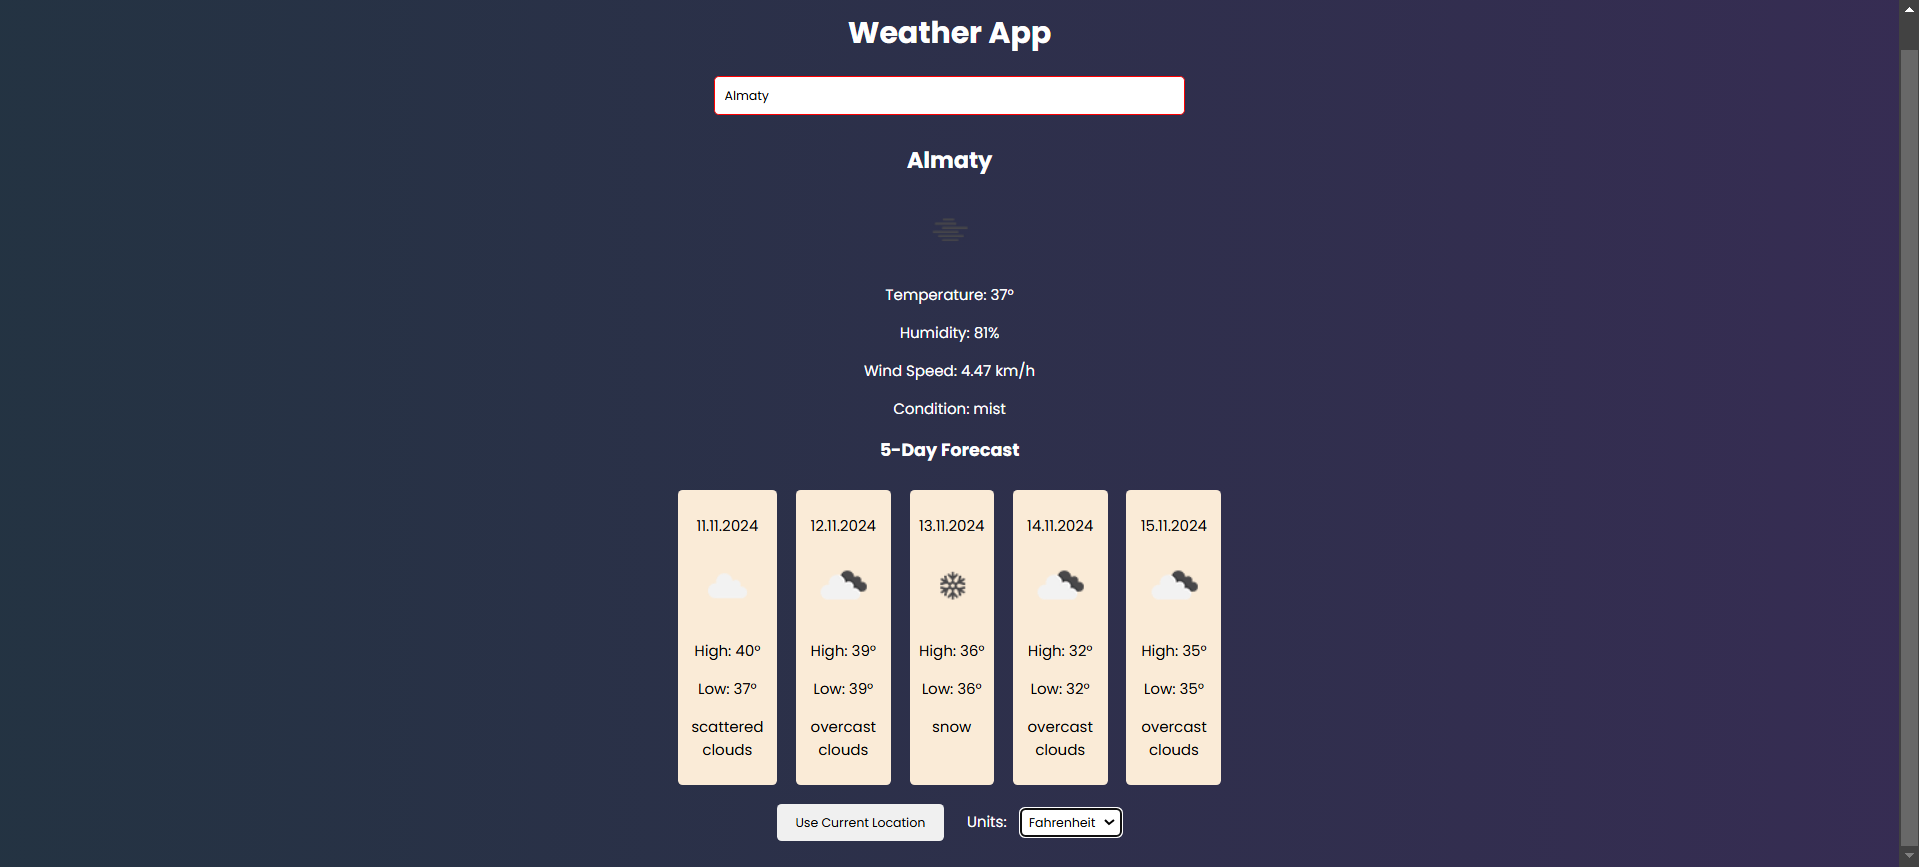 Weather App
Almaty
Almaty
Temperature: 37°
Humidity: 81%
Wind Speed: 4.47 km/h
Condition: mist
5-Day Forecast
11.11.2024
High: 40°
Low: 37°
scattered
clouds
12.11.2024
High: 39°
Low: 39°
overcast
clouds
13.11.2024
High: 36°
Low: 36°
snow
14.11.2024
High: 32°
Low: 32°
overcast
clouds
15.11.2024
High: 35°
Low: 35°
overcast
clouds
Use Current Location
Units:
Fahrenheit